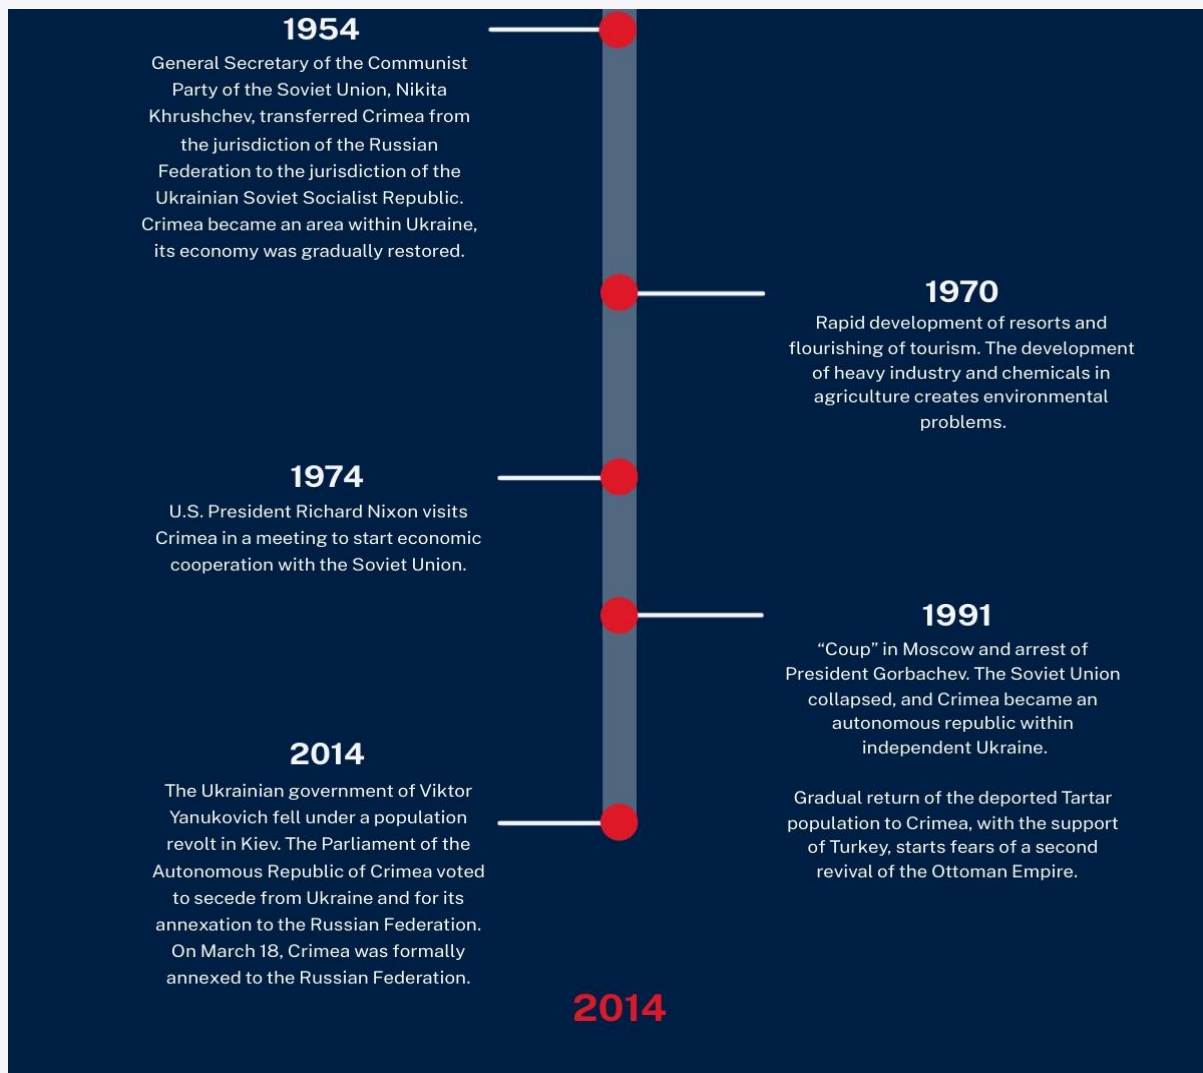 1954
General Secretary of the Communist
Party of the Soviet Union, Nikita
Khrushchev, transferred Crimea from
the jurisdiction of the Russian
Federation to the jurisdiction of the
Ukrainian Soviet Socialist Republic.
Crimea became an area within Ukraine,
its economy was gradually restored.
1970
Rapid development of resorts and
flourishing of tourism. The development
of heavy industry and chemicals in
agriculture creates environmental
problems.
1974
U.S. President Richard Nixon visits
Crimea in a meeting to start economic
cooperation with the Soviet Union.
1991
“Coup” in Moscow and arrest of
President Gorbachev. The Soviet Union
collapsed, and Crimea became an
autonomous republic within
independent Ukraine.
Gradual return of the deported Tartar
population to Crimea, with the support
of Turkey, starts fears of a second
revival of the Ottoman Empire.
2014
The Ukrainian government of Viktor
Yanukovich fell under a population
revolt in Kiev. The Parliament of the
Autonomous Republic of Crimea voted
to secede from Ukraine and for its
annexation to the Russian Federation.
On March 18, Crimea was formally
annexed to the Russian Federation.
2014